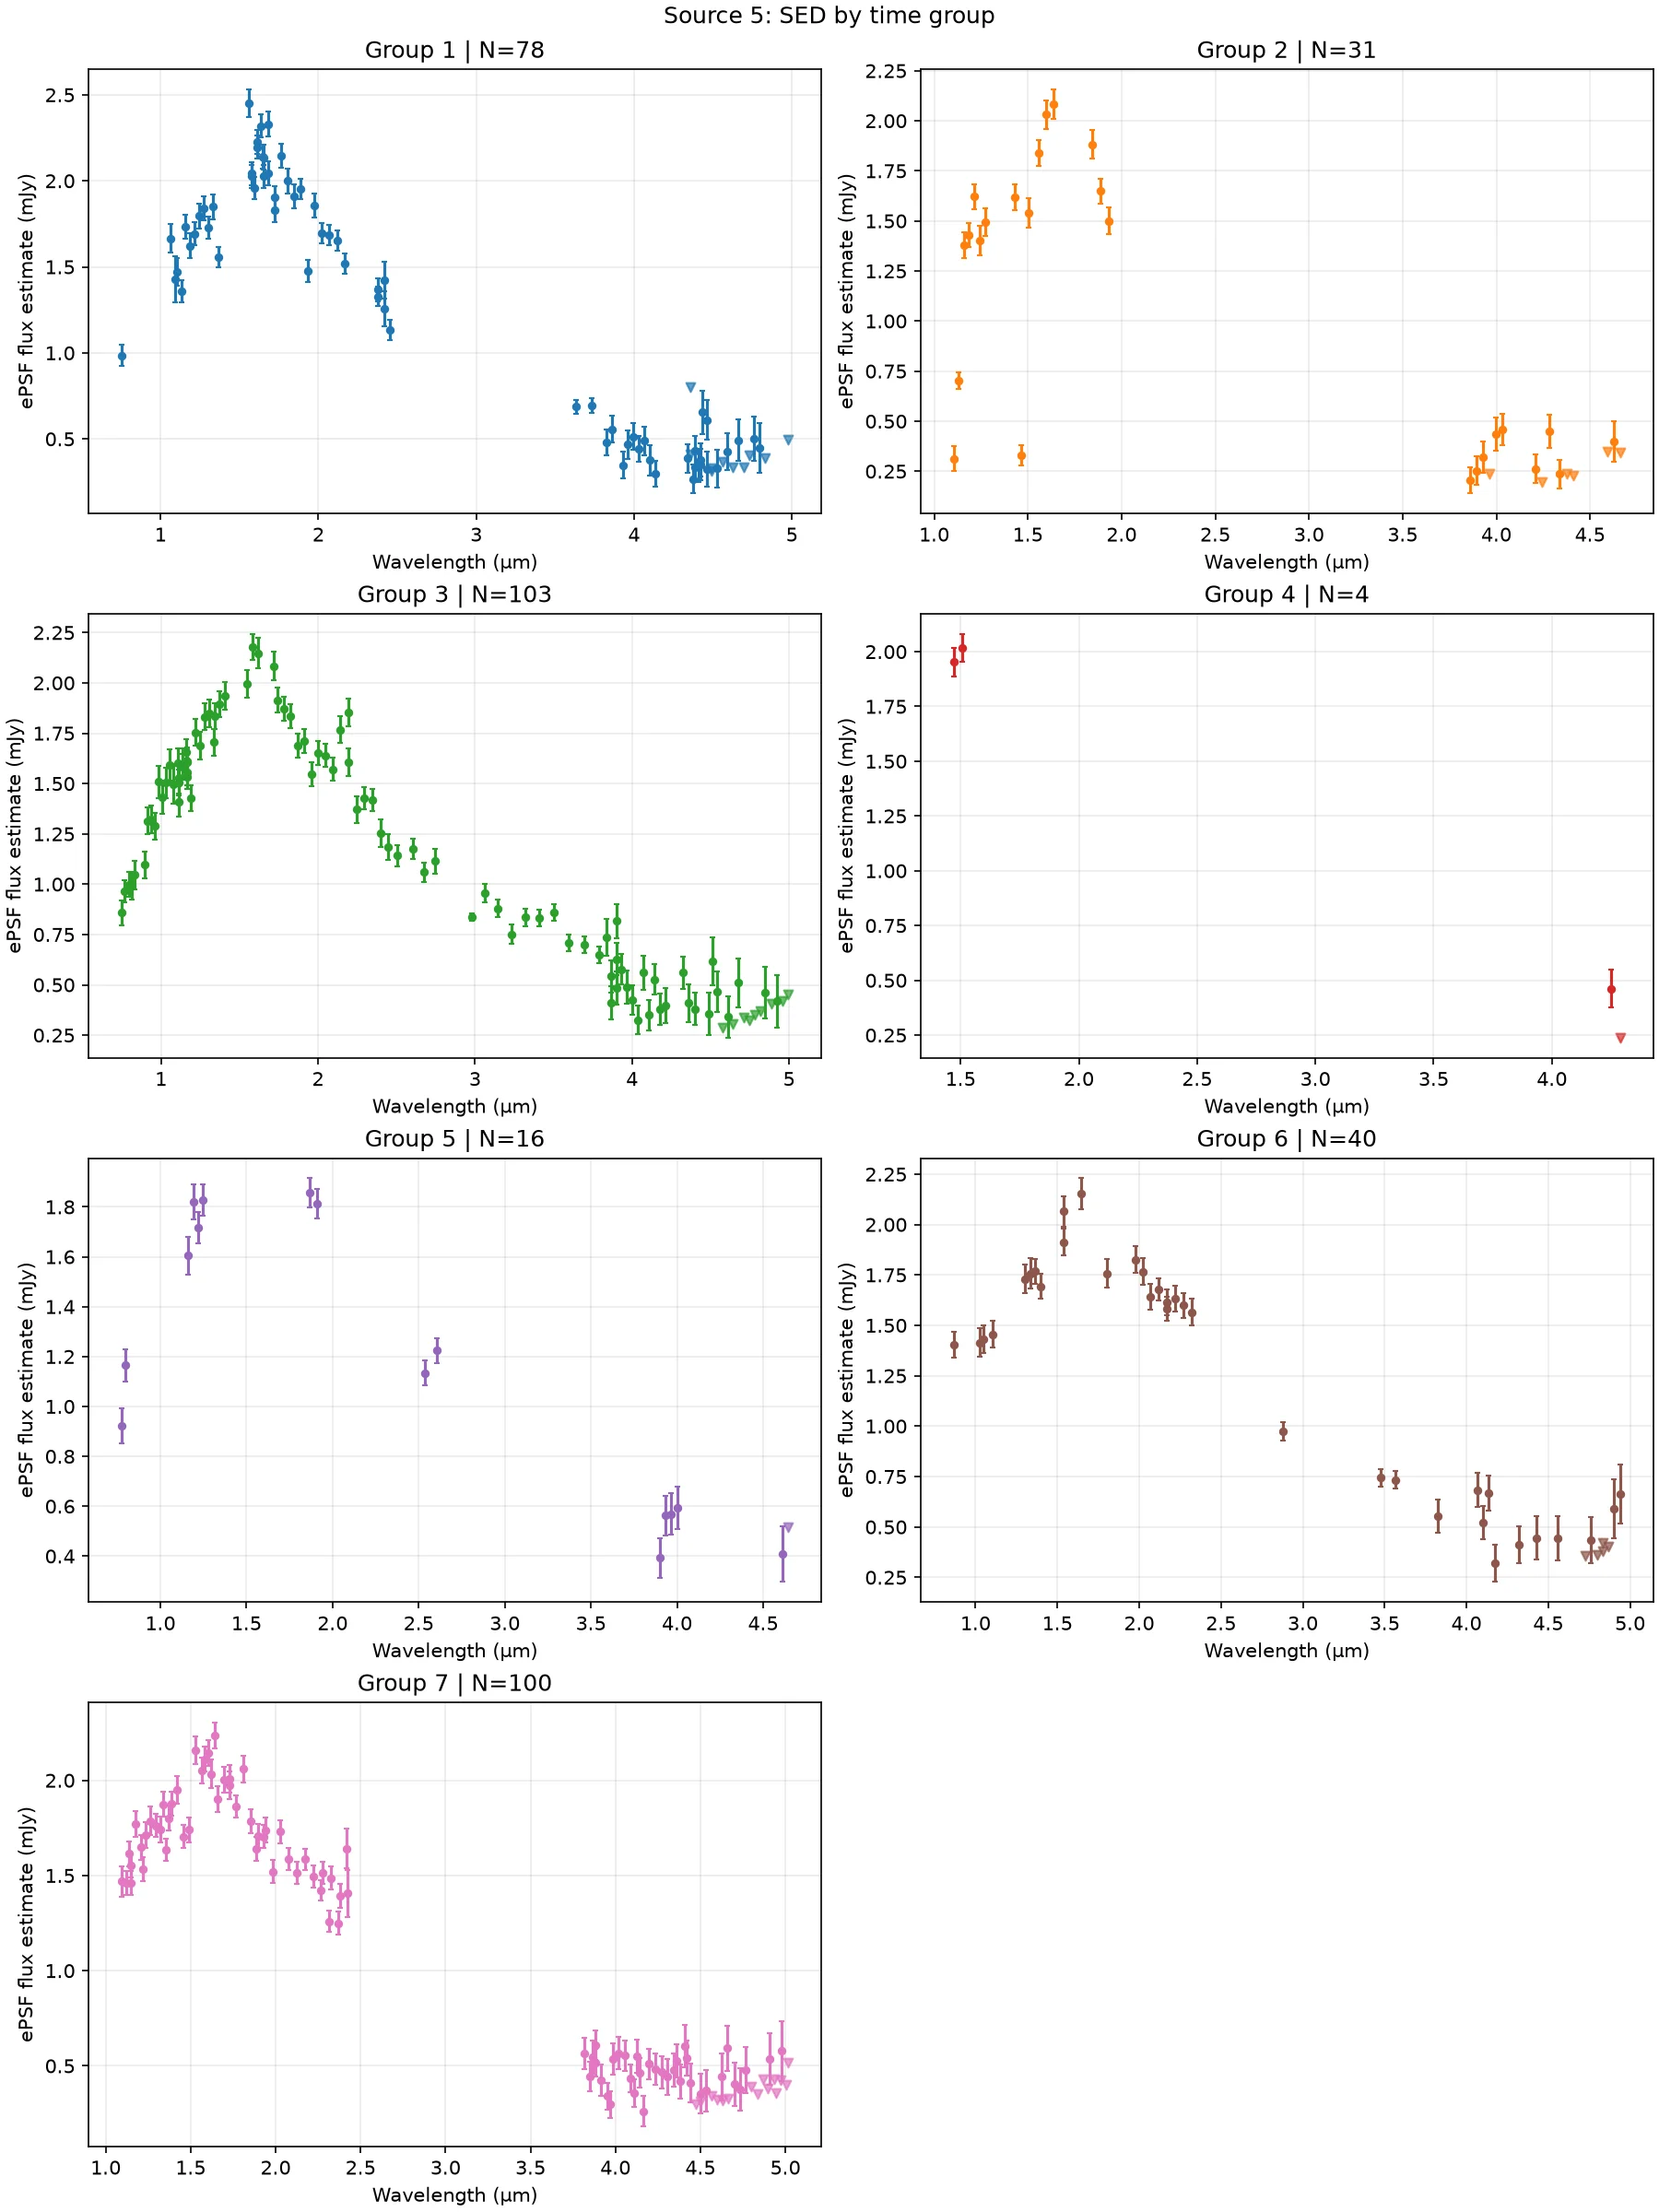 Source 5: SED by time group
Group 1 | N=78
2.5
2.0
1.5
1.0
0.5
ePSF flux estimate (mJy)
1 2 3 4 5
Wavelength (μm)
Group 2 | N=31
2.25
2.00
1.75
1.50
1.25
1.00
0.75
0.50
0.25
ePSF flux estimate (mJy)
1.0 1.5 2.0 2.5 3.0 3.5 4.0 4.5
Wavelength (μm)
Group 3 | N=103
2.25
2.00
1.75
1.50
1.25
1.00
0.75
0.50
0.25
ePSF flux estimate (mJy)
1 2 3 4 5
Wavelength (μm)
Group 4 | N=4
2.00
1.75
1.50
1.25
1.00
0.75
0.50
0.25
ePSF flux estimate (mJy)
1.5 2.0 2.5 3.0 3.5 4.0
Wavelength (μm)
Group 5 | N=16
1.8
1.6
1.4
1.2
1.0
0.8
0.6
0.4
ePSF flux estimate (mJy)
1.0 1.5 2.0 2.5 3.0 3.5 4.0 4.5
Wavelength (μm)
Group 6 | N=40
2.25
2.00
1.75
1.50
1.25
1.00
0.75
0.50
0.25
ePSF flux estimate (mJy)
1.0 1.5 2.0 2.5 3.0 3.5 4.0 4.5 5.0
Wavelength (μm)
Group 7 | N=100
2.0
1.5
1.0
0.5
ePSF flux estimate (mJy)
1.0 1.5 2.0 2.5 3.0 3.5 4.0 4.5 5.0
Wavelength (μm)